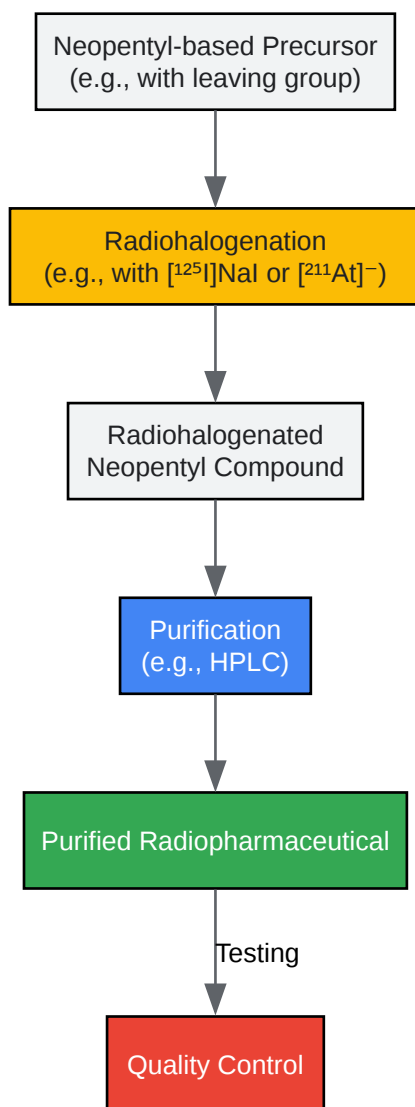 Neopentyl-based Precursor
(e.g., with leaving group)
Radiohalogenation
(e.g., with [¹²⁵I]NaI or [²¹¹At]⁻)
Radiohalogenated
Neopentyl Compound
Purification
(e.g., HPLC)
Purified Radiopharmaceutical
Testing
Quality Control